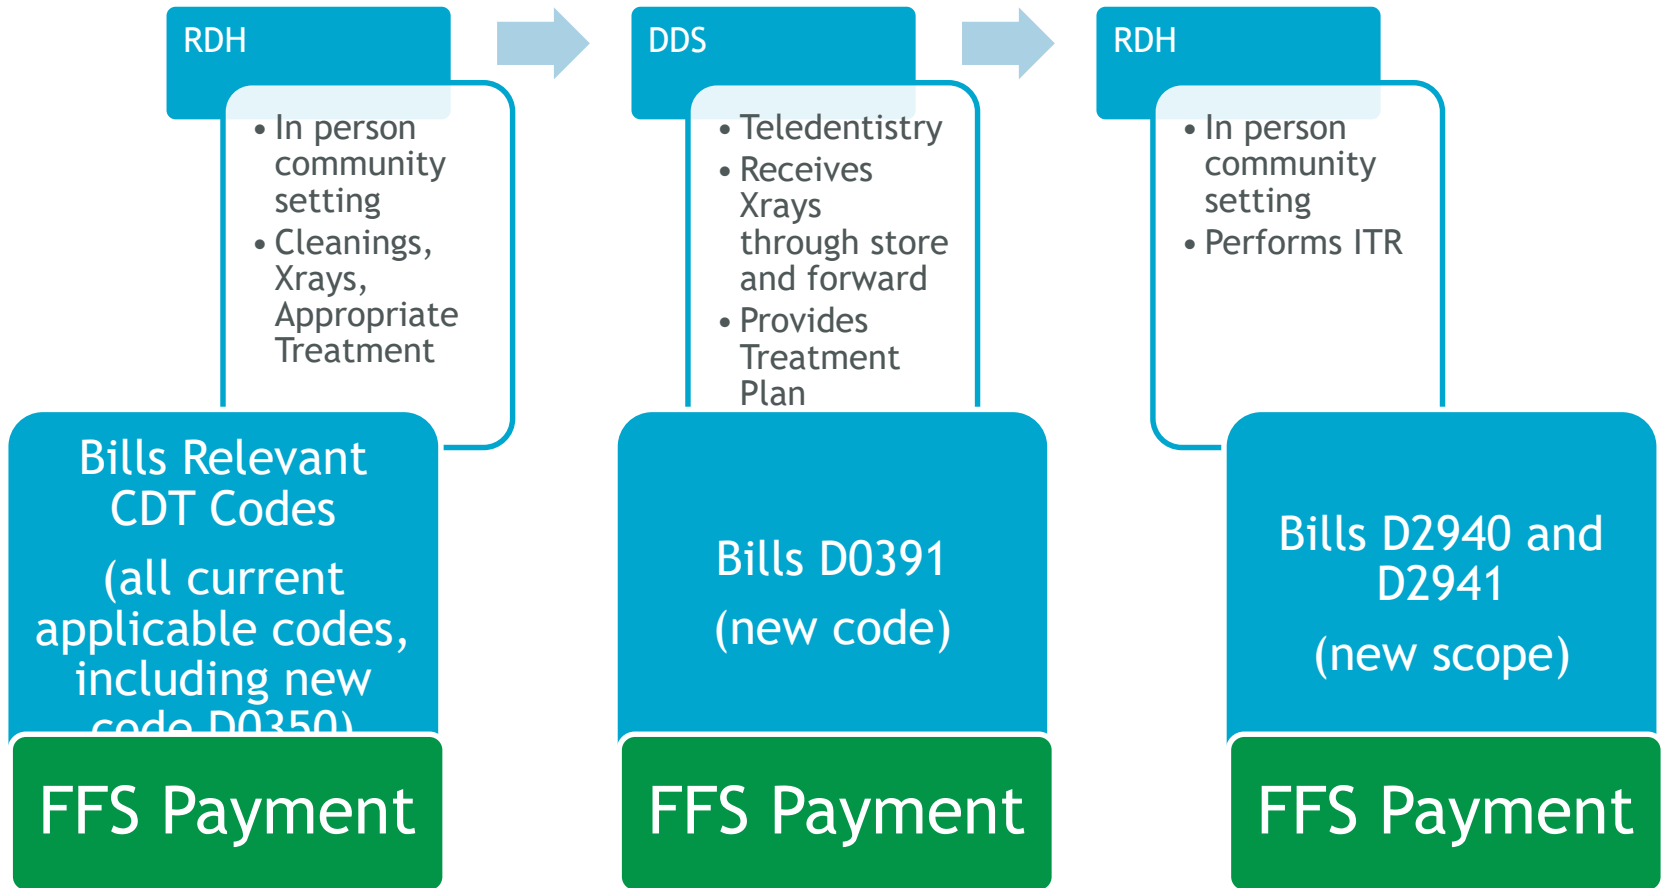 RDH
• In person
community
setting
• Cleanings,
Xrays,
Appropriate
Treatment
Bills Relevant
CDT Codes
(all current
applicable codes,
including new
code D0350)
FFS Payment
DDS
• Teledentistry
• Receives
Xrays
through store
and forward
• Provides
Treatment
Plan
Bills D0391
(new code)
FFS Payment
RDH
• In person
community
setting
• Performs ITR
Bills D2940 and
D2941
(new scope)
FFS Payment